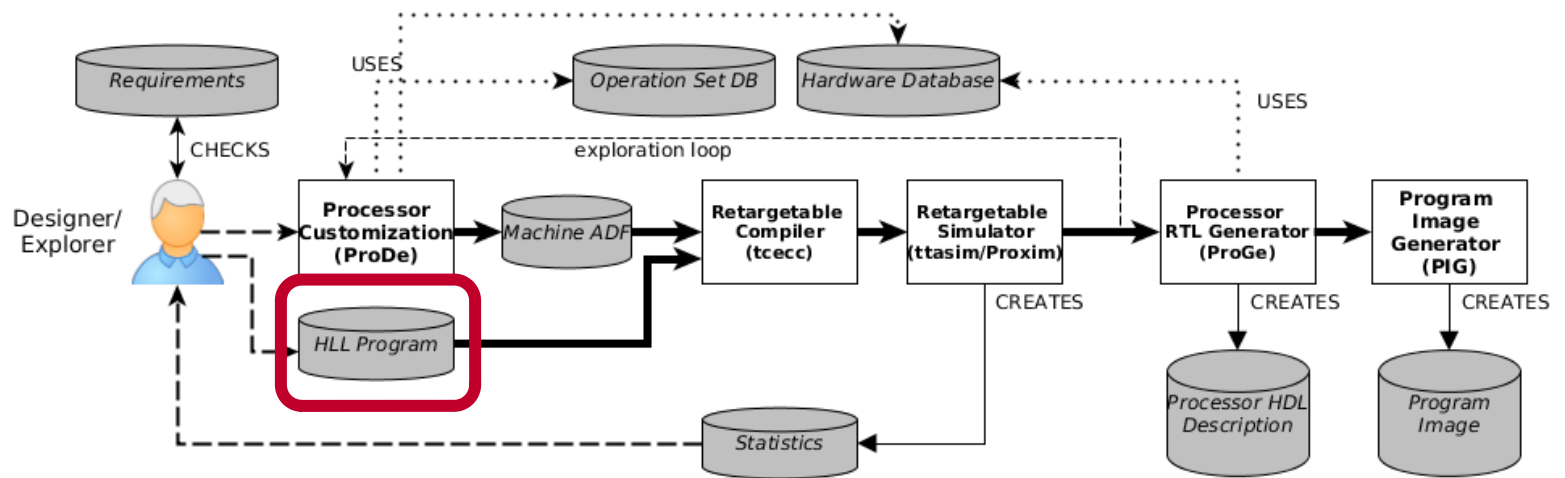 Requirements
USES
Operation Set DB
Hardware Database
USES
CHECKS
exploration loop
Designer/
Explorer
Processor
Customization
(ProDe)
Machine ADF
Retargetable
Compiler
(tcecc)
Retargetable
Simulator
(ttasim/Proxim)
Processor
RTL Generator
(ProGe)
Program
Image
Generator
(PIG)
HLL Program
CREATES
CREATES
CREATES
Statistics
Processor HDL
Description
Program
Image